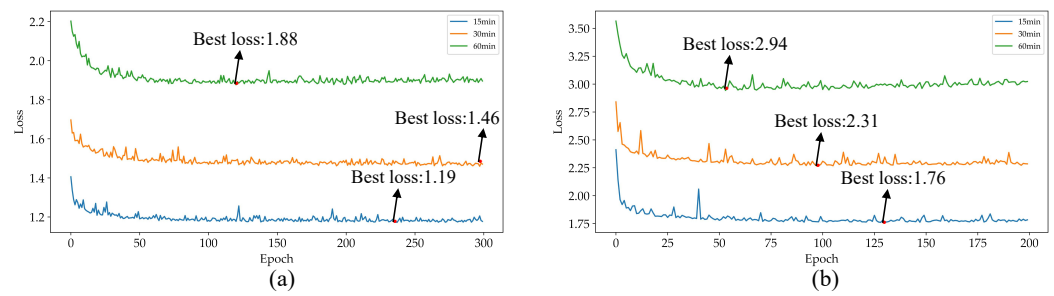 2.2
2.1
2.0
1.9
1.8
1.6
1.4
1.2
Loss
0
50
100
150
200
250
300
Epoch
15min
30min
60min
Best loss:1.88
Best loss:1.46
Best loss:1.19
(a)
3.50
3.25
3.00
2.75
2.50
2.25
2.00
1.75
Loss
0
25
50
75
100
125
150
175
200
Epoch
15min
30min
60min
Best loss:2.94
Best loss:2.31
Best loss:1.76
(b)